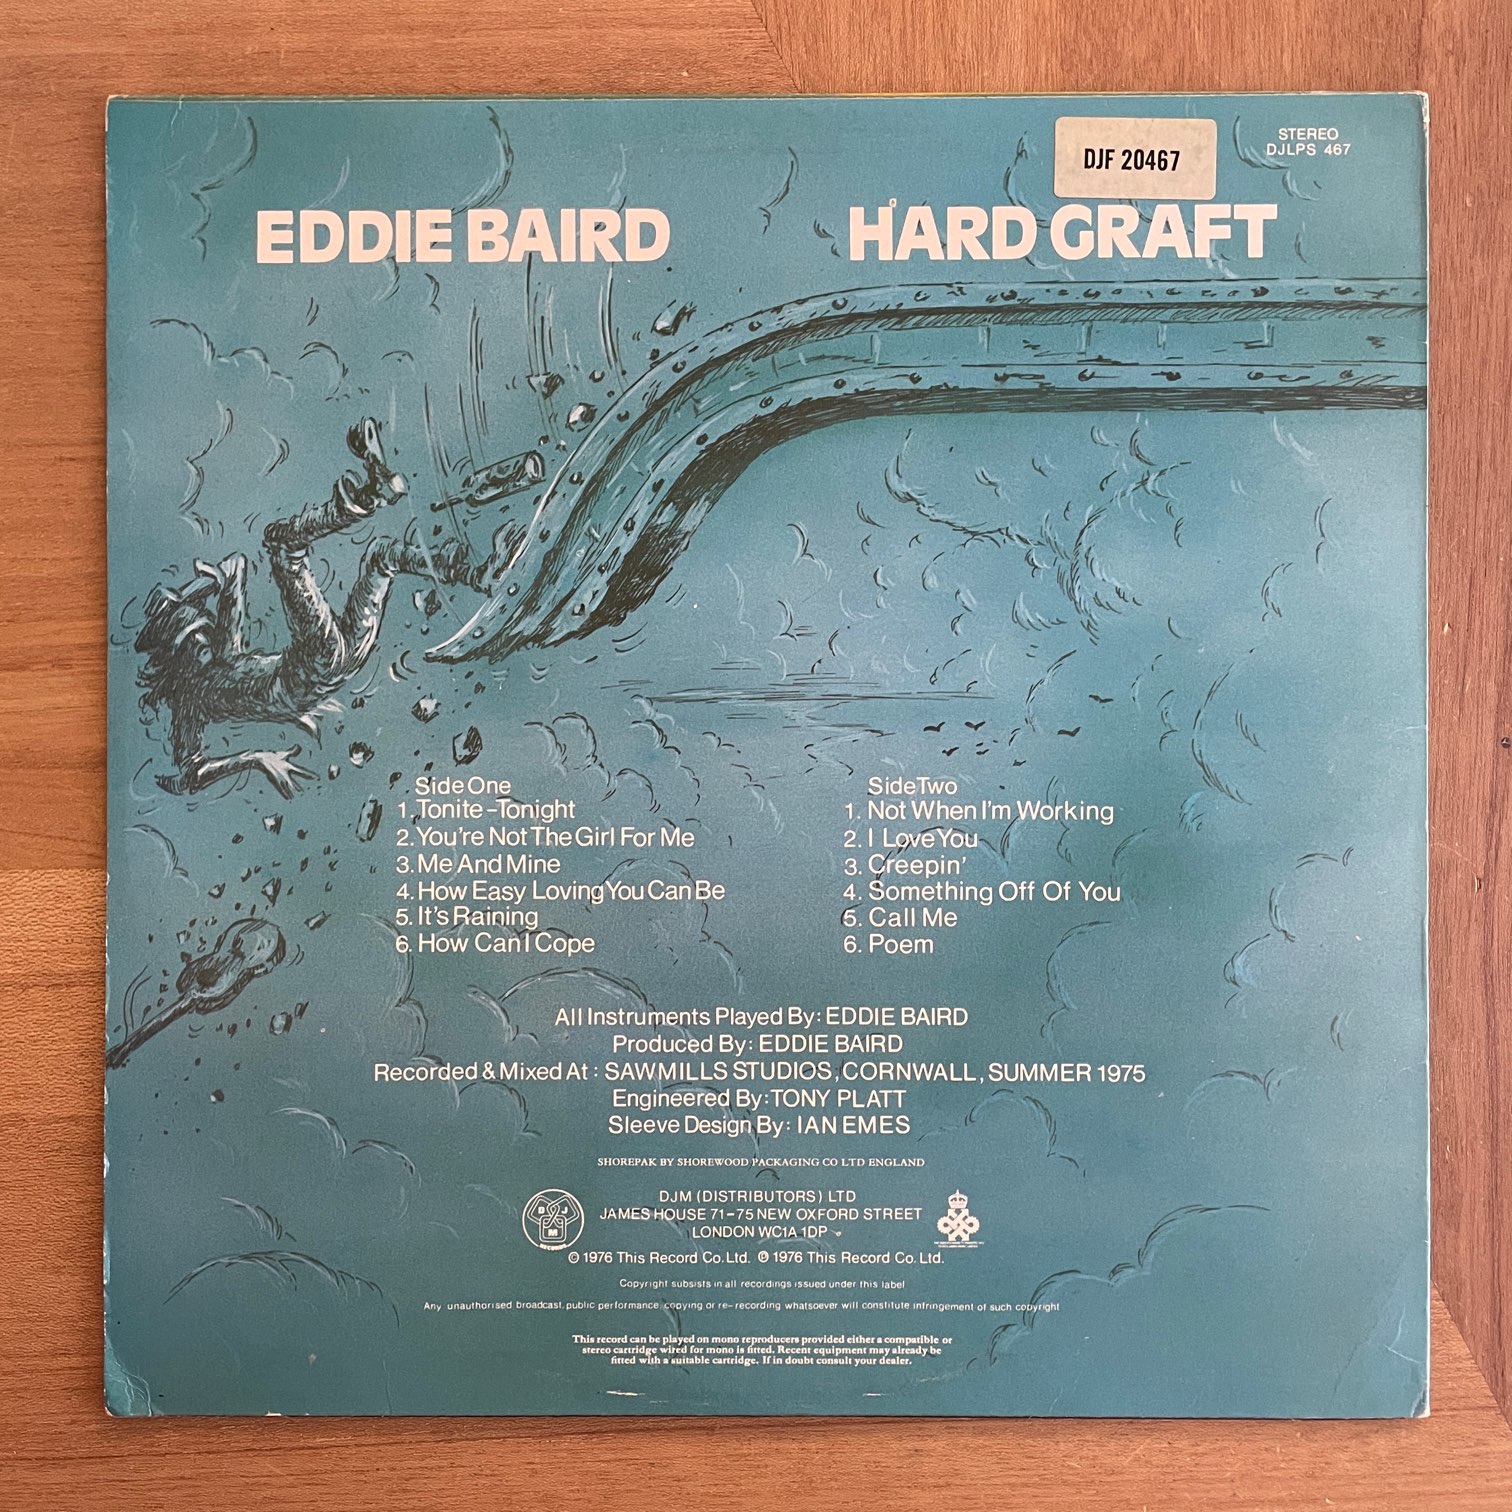 DJF 20467
STEREO
DJLPS 467
EDDIE BAIRD
HARD GRAFT
Side One
1. Tonite-Tonight
2. You're Not The Girl For Me
3. Me And Mine
4. How Easy Loving You Can Be
5. It's Raining
6. How Can I Cope
Side Two
1. Not When I'm Working
2. I Love You
3. Creepin'
4. Something Off Of You
5. Call Me
6. Poem
All Instruments Played By: EDDIE BAIRD
Produced By: EDDIE BAIRD
Recorded & Mixed At: SAWMILLS STUDIOS, CORNWALL, SUMMER 1975
Engineered By: TONY PLATT
Sleeve Design By: IAN EMES
SHOREPAK BY SHOREWOOD PACKAGING CO LTD ENGLAND
DJM
RECORDS
DJM (DISTRIBUTORS) LTD
JAMES HOUSE 71-75 NEW OXFORD STREET
LONDON WC1A 1DP
© 1976 This Record Co. Ltd. ℗ 1976 This Record Co. Ltd.
Copyright subsists in all recordings issued under this label
Any unauthorised broadcast, public performance, copying or re-recording whatsoever will constitute infringement of such copyright
This record can be played on mono reproducers provided either a compatible or
stereo cartridge wired for mono is fitted. Recent equipment may already be
fitted with a suitable cartridge. If in doubt consult your dealer.